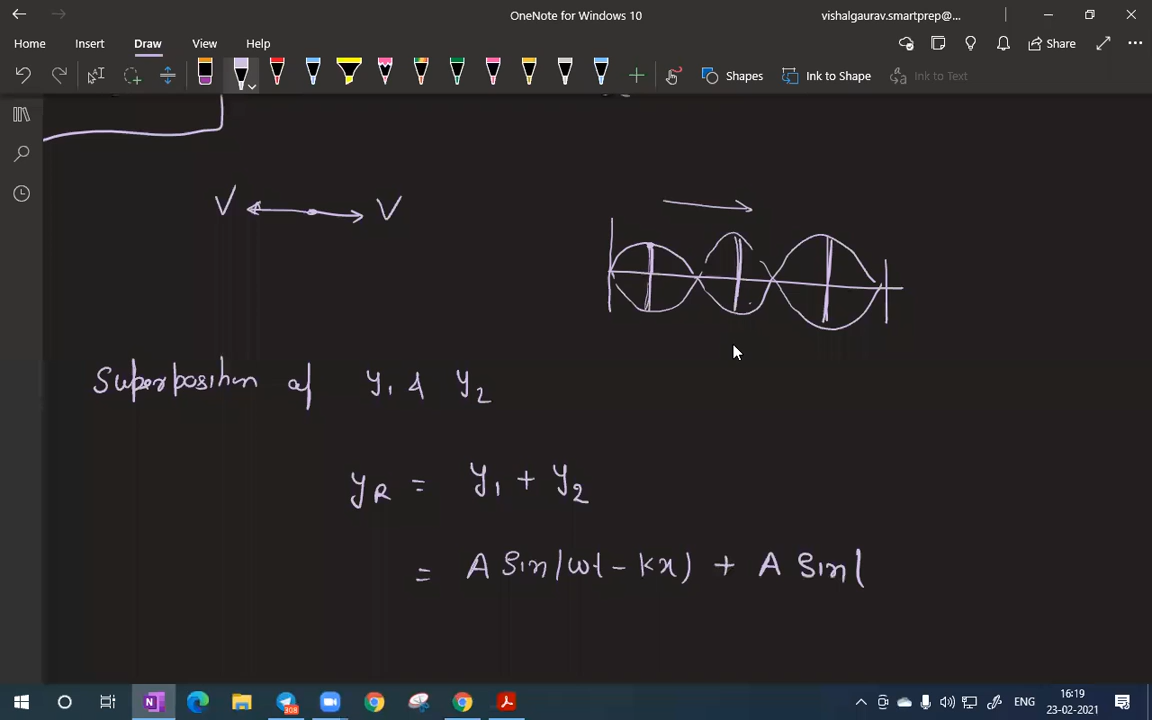 OneNote for Windows 10
vishalgaurav.smartprep@...
Home Insert Draw View Help
Share
Shapes Ink to Shape Ink to Text
V V
Superposition of y₁ & y₂
yR = y₁ + y₂
= A Sin(ωt - kx) + A Sin(
ENG
16:19
23-02-2021